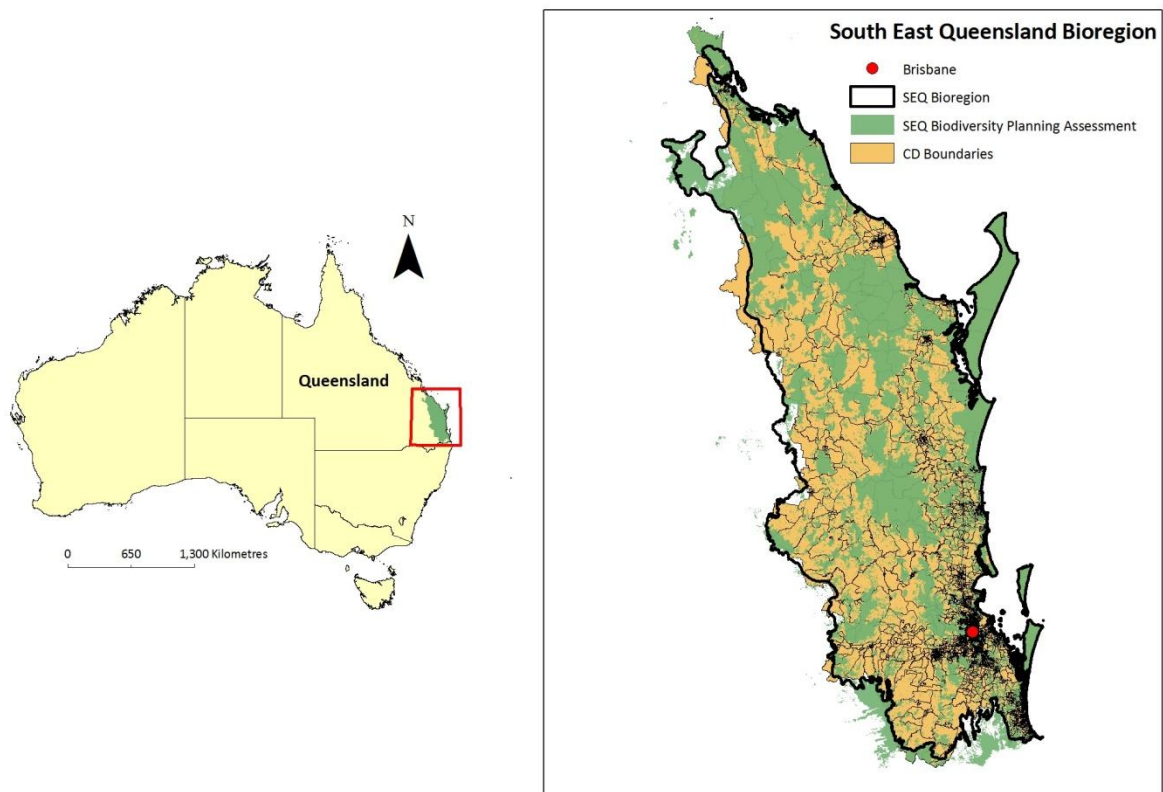 N
Queensland
0 650 1,300 Kilometres
South East Queensland Bioregion
Brisbane
SEQ Bioregion
SEQ Biodiversity Planning Assessment
CD Boundaries